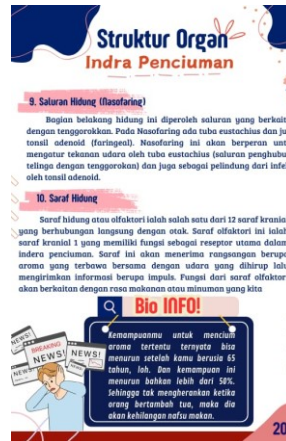 Struktur Organ
Indra Penciuman
9. Saluran Hidung (Nasofaring)
Bagian belakang hidung ini diperoleh saluran yang berkait
dengan tenggorokkan. Pada Nasofaring ada tuba eustachius dan ju
tonsil adenoid (faringeal). Nasofaring ini akan berperan unt
mengatur tekanan udara oleh tuba eustachius (saluran penghubu
telinga dengan tenggorokan) dan juga sebagai pelindung dari infel
oleh tonsil adenoid.
10. Saraf Hidung
Saraf hidung atau olfaktori ialah salah satu dari 12 saraf krania
yang berhubungan langsung dengan otak. Saraf olfaktori ini ialah
saraf kranial 1 yang memiliki fungsi sebagai reseptor utama dalam
indera penciuman. Saraf ini akan menerima rangsangan berupa
aroma yang terbawa bersama dengan udara yang dihirup lalu
mengirimkan informasi berupa impuls. Fungsi dari saraf olfaktor
akan berkaitan dengan rasa makanan atau minuman yang kita
Bio INFO!
Kemampuanmu untuk mencium
aroma tertentu ternyata bisa
menurun setelah kamu berusia 65
tahun, loh. Dan kemampuan ini
menurun bahkan lebih dari 50%.
Sehingga tak mengherankan ketika
orang bertambah tua, maka dia
akan kehilangan nafsu makan.
NEWS!
BREAKING
NEWS!
NEWS!
20